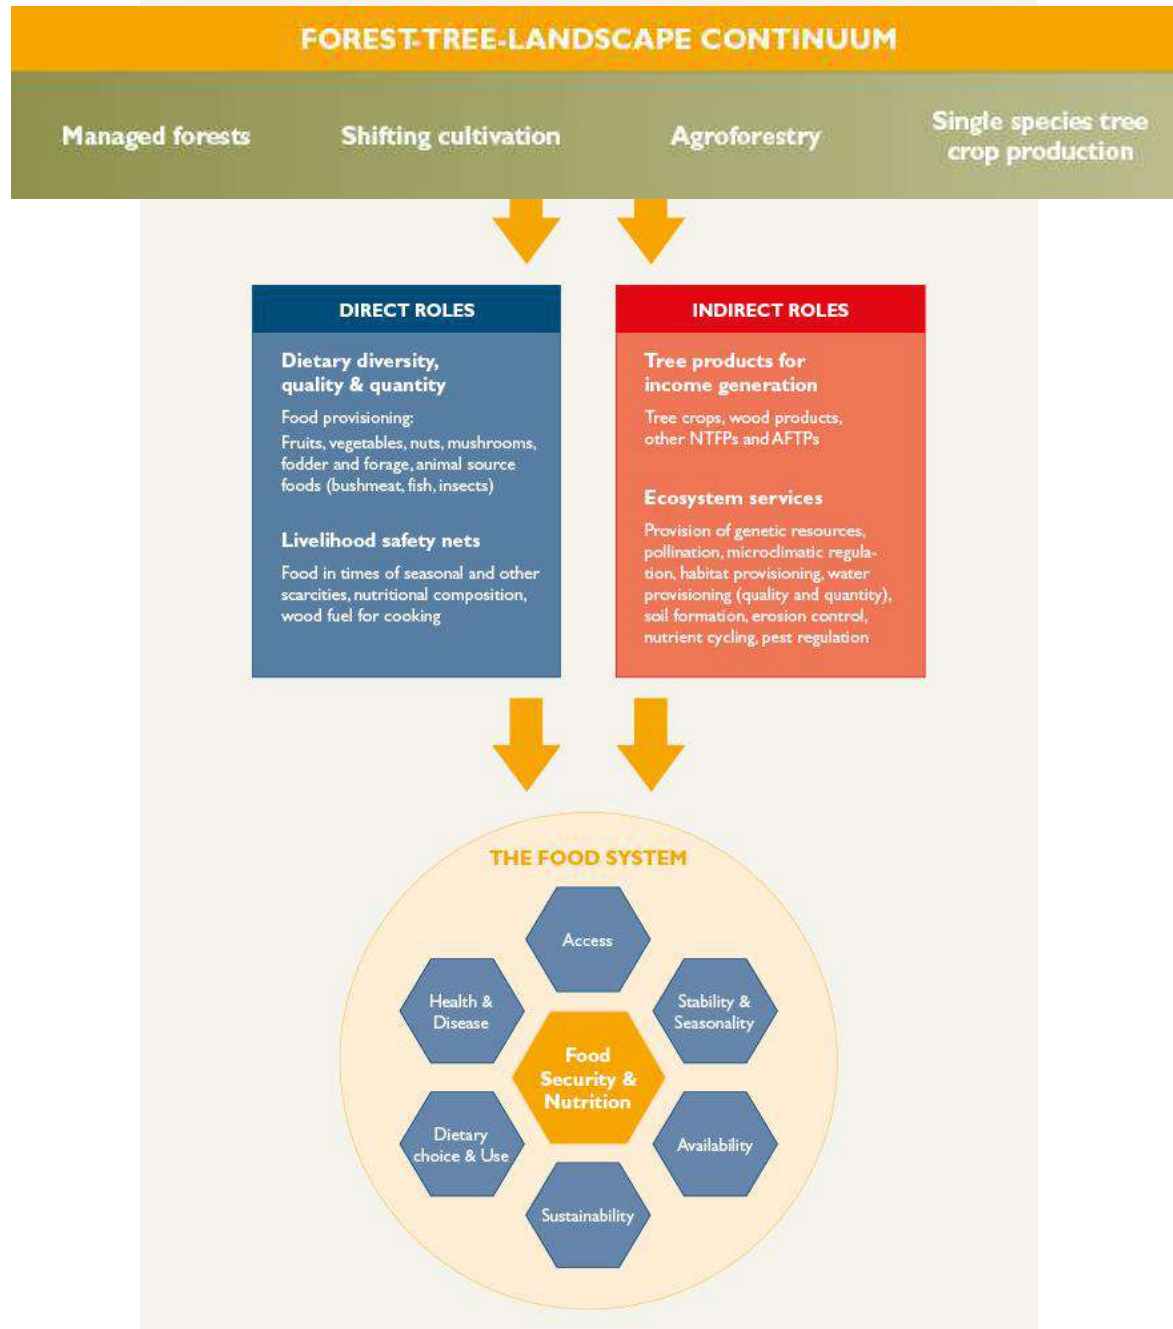 FOREST-TREE-LANDSCAPE CONTINUUM
Managed forests
Shifting cultivation
Agroforestry
Single species tree
crop production
DIRECT ROLES
Dietary diversity,
quality & quantity
Food provisioning:
Fruits, vegetables, nuts, mushrooms,
fodder and forage, animal source
foods (bushmeat, fish, insects)
Livelihood safety nets
Food in times of seasonal and other
scarcities, nutritional composition,
wood fuel for cooking
INDIRECT ROLES
Tree products for
income generation
Tree crops, wood products,
other NTFPs and AFTPs
Ecosystem services
Provision of genetic resources,
pollination, microclimatic regula-
tion, habitat provisioning, water
provisioning (quality and quantity),
soil formation, erosion control,
nutrient cycling, pest regulation
THE FOOD SYSTEM
Access
Health &
Disease
Stability &
Seasonality
Food
Security &
Nutrition
Dietary
choice & Use
Availability
Sustainability